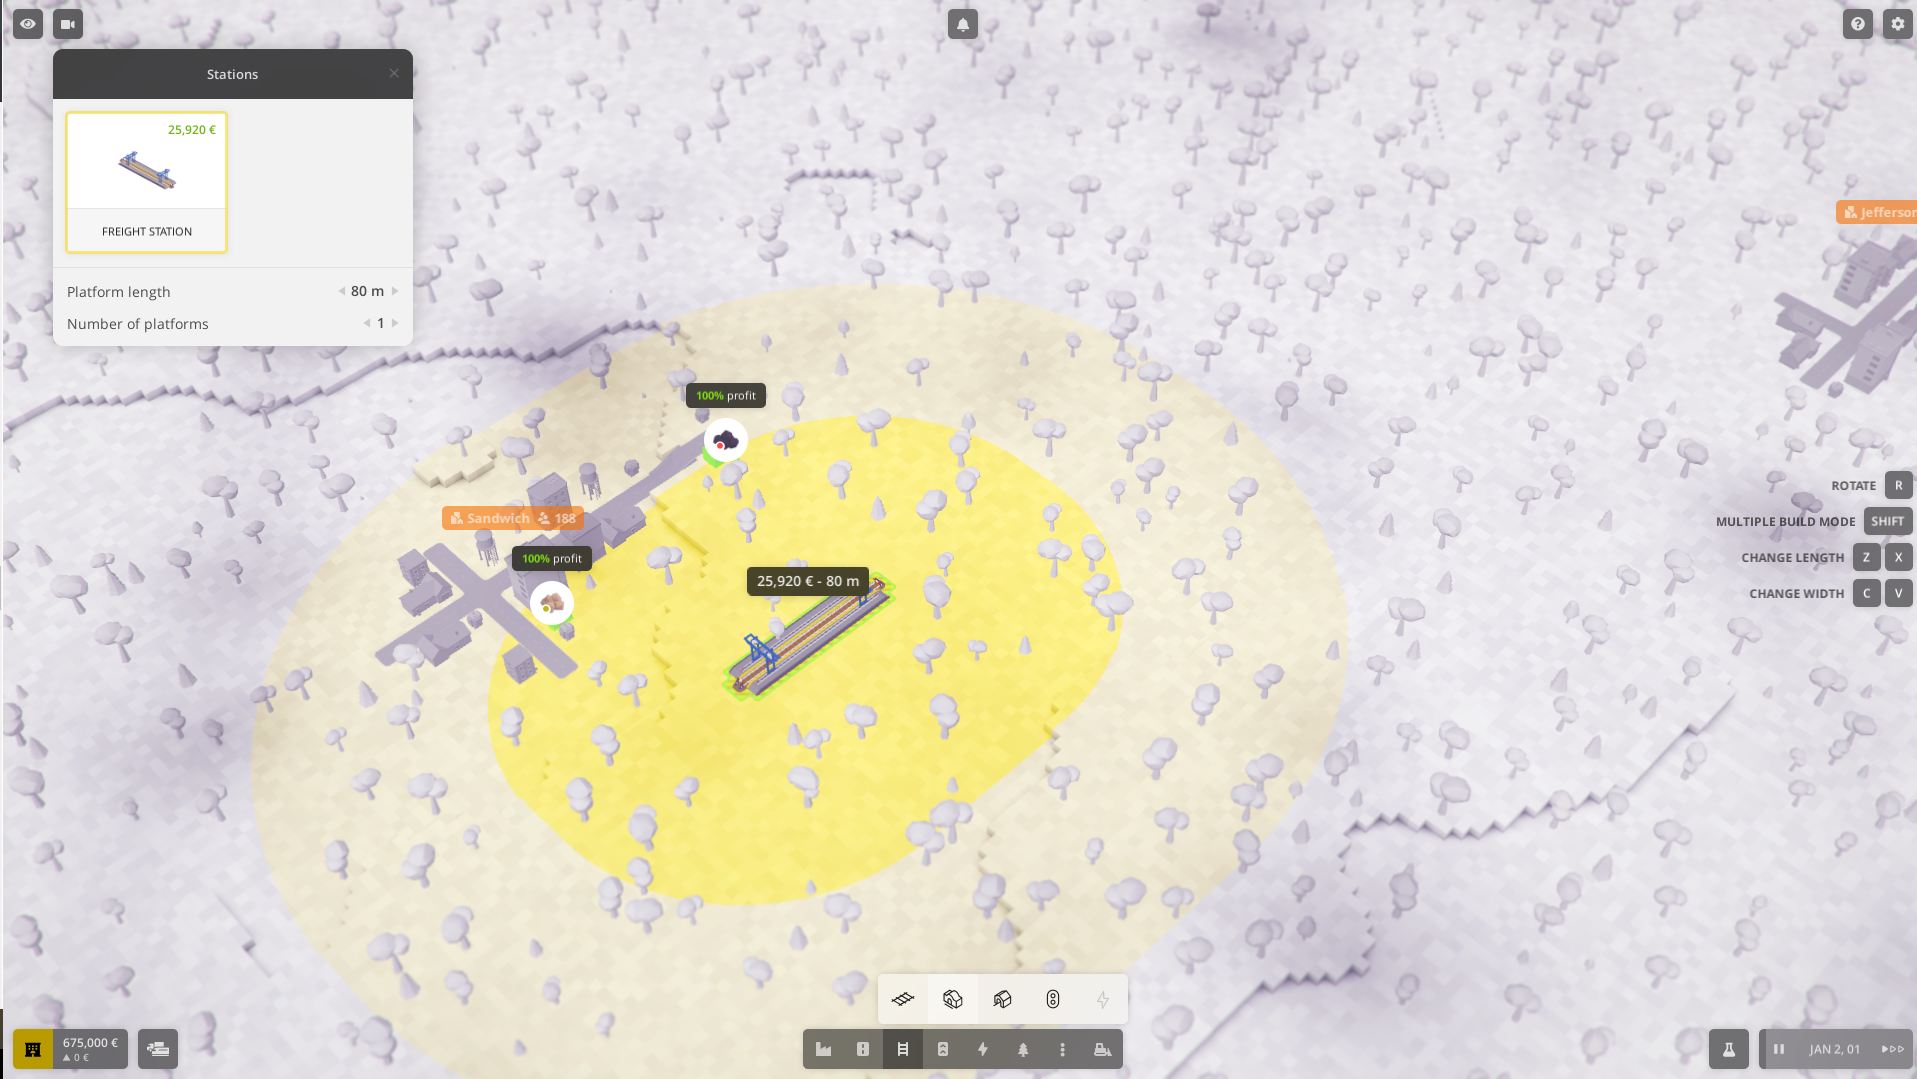 Stations
25,920 €
FREIGHT STATION
Platform length
80 m
Number of platforms
1
100% profit
Jefferson
Sandwich 188
100% profit
25,920 € - 80 m
ROTATE R
MULTIPLE BUILD MODE SHIFT
CHANGE LENGTH Z X
CHANGE WIDTH C V
675,000 €
0 €
JAN 2, 01